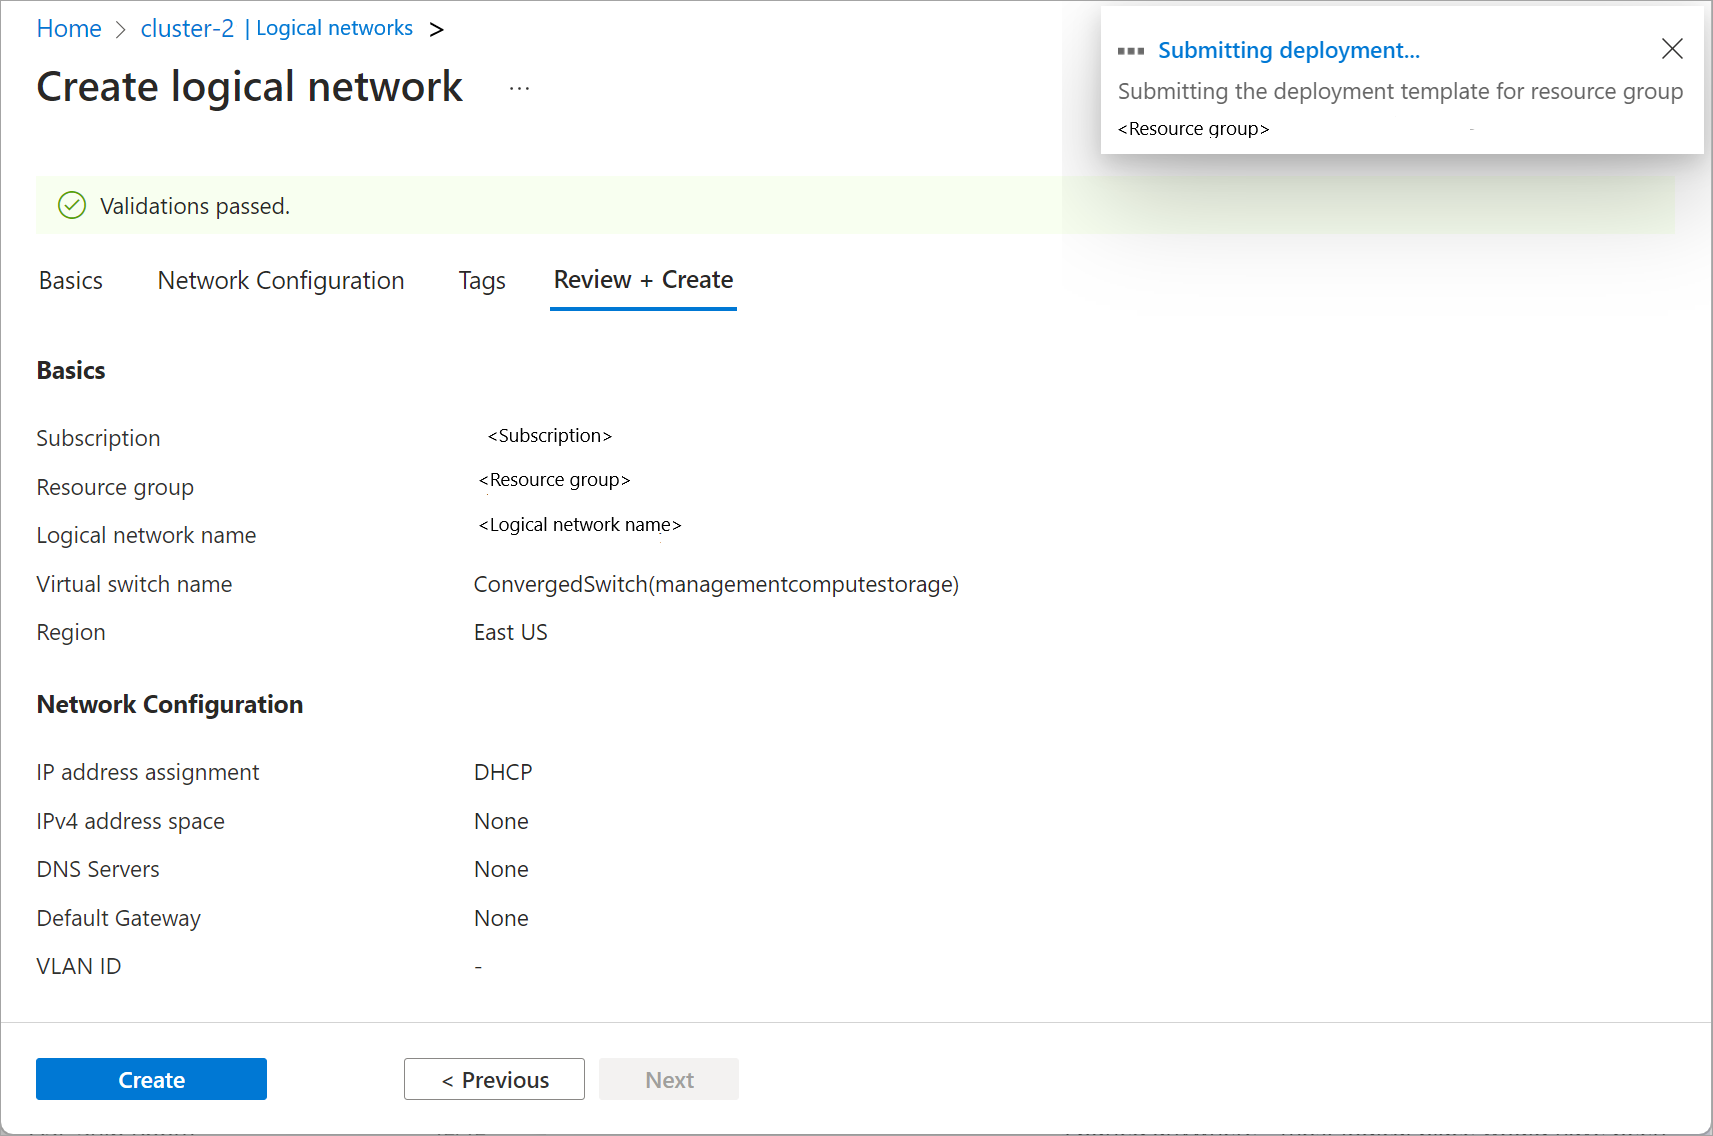 Home > cluster-2 | Logical networks >
Create logical network ...
Submitting deployment...
Submitting the deployment template for resource group
<Resource group>
Validations passed.
Basics Network Configuration Tags Review + Create
Basics
Subscription <Subscription>
Resource group <Resource group>
Logical network name <Logical network name>
Virtual switch name ConvergedSwitch(managementcomputestorage)
Region East US
Network Configuration
IP address assignment DHCP
IPv4 address space None
DNS Servers None
Default Gateway None
VLAN ID -
Create < Previous Next